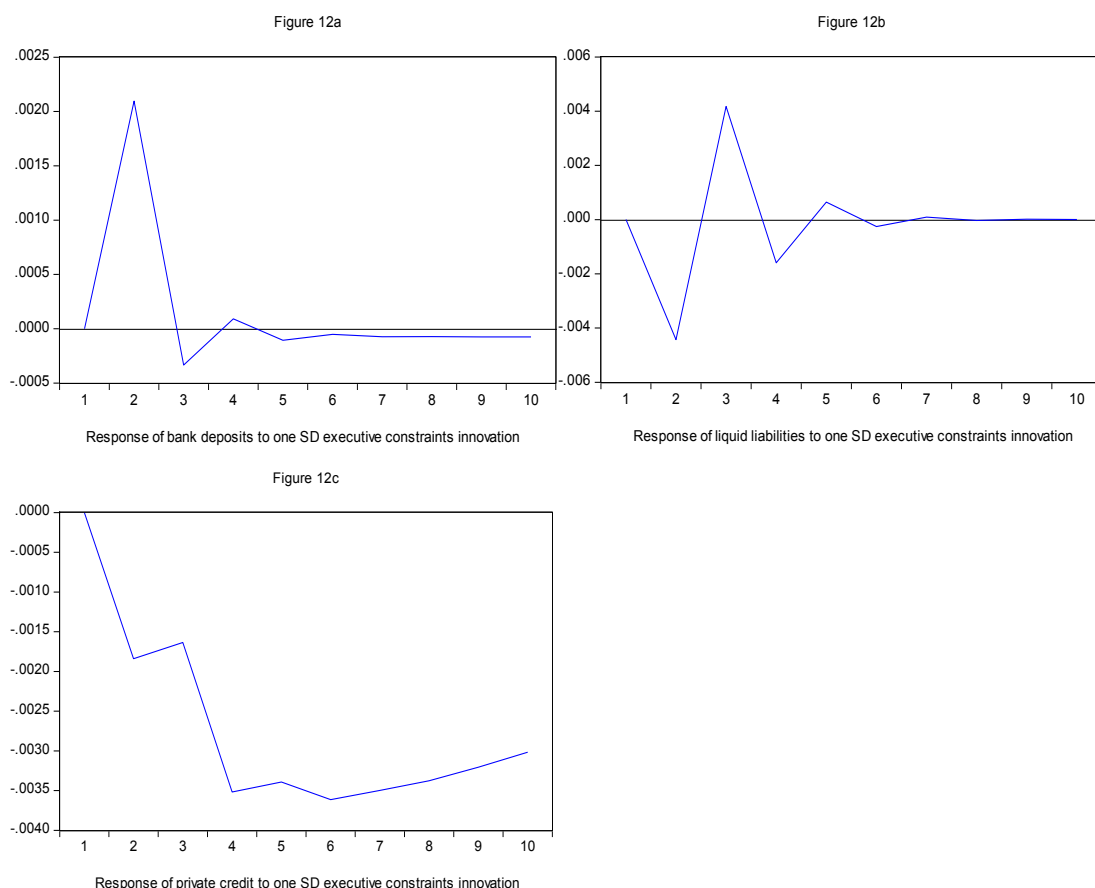 Figure 12a
.0025
.0020
.0015
.0010
.0005
.0000
-.0005
1 2 3 4 5 6 7 8 9 10
Response of bank deposits to one SD executive constraints innovation
Figure 12b
.006
.004
.002
.000
-.002
-.004
-.006
1 2 3 4 5 6 7 8 9 10
Response of liquid liabilities to one SD executive constraints innovation
Figure 12c
.0000
-.0005
-.0010
-.0015
-.0020
-.0025
-.0030
-.0035
-.0040
1 2 3 4 5 6 7 8 9 10
Response of private credit to one SD executive constraints innovation